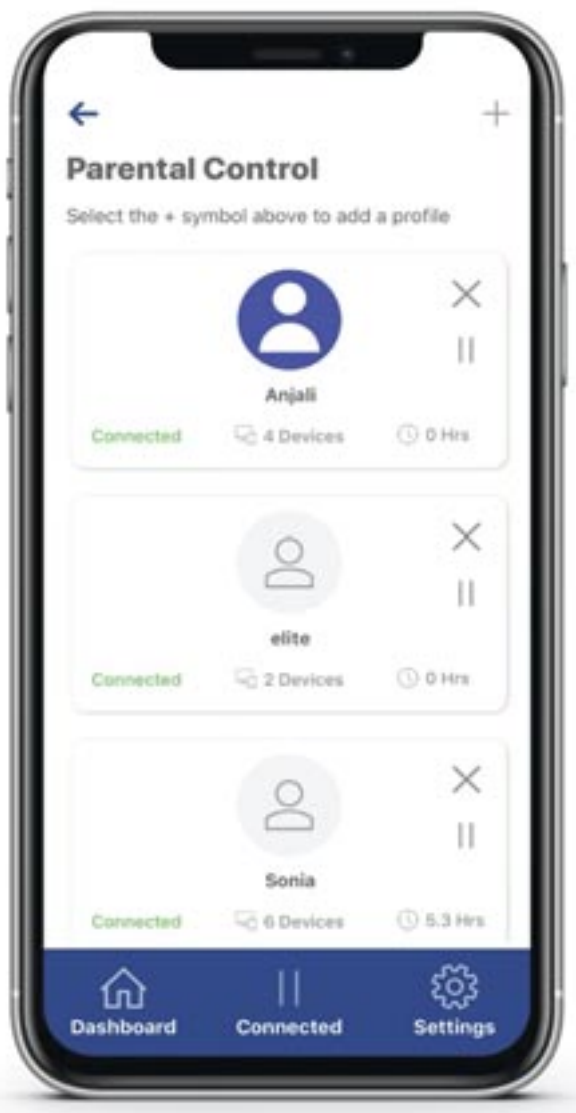 Parental Control
Select the + symbol above to add a profile
Anjali
Connected 4 Devices 0 Hrs
elite
Connected 2 Devices 0 Hrs
Sonia
Connected 6 Devices 5.3 Hrs
Dashboard Connected Settings